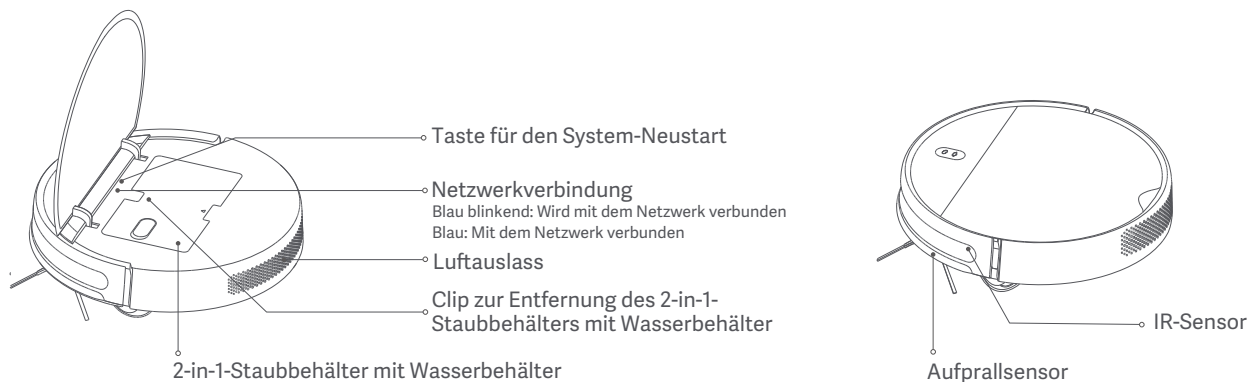 Taste für den System-Neustart
Netzwerkverbindung
Blau blinkend: Wird mit dem Netzwerk verbunden
Blau: Mit dem Netzwerk verbunden
Luftauslass
Clip zur Entfernung des 2-in-1-
Staubbehälters mit Wasserbehälter
2-in-1-Staubbehälter mit Wasserbehälter
IR-Sensor
Aufprallsensor